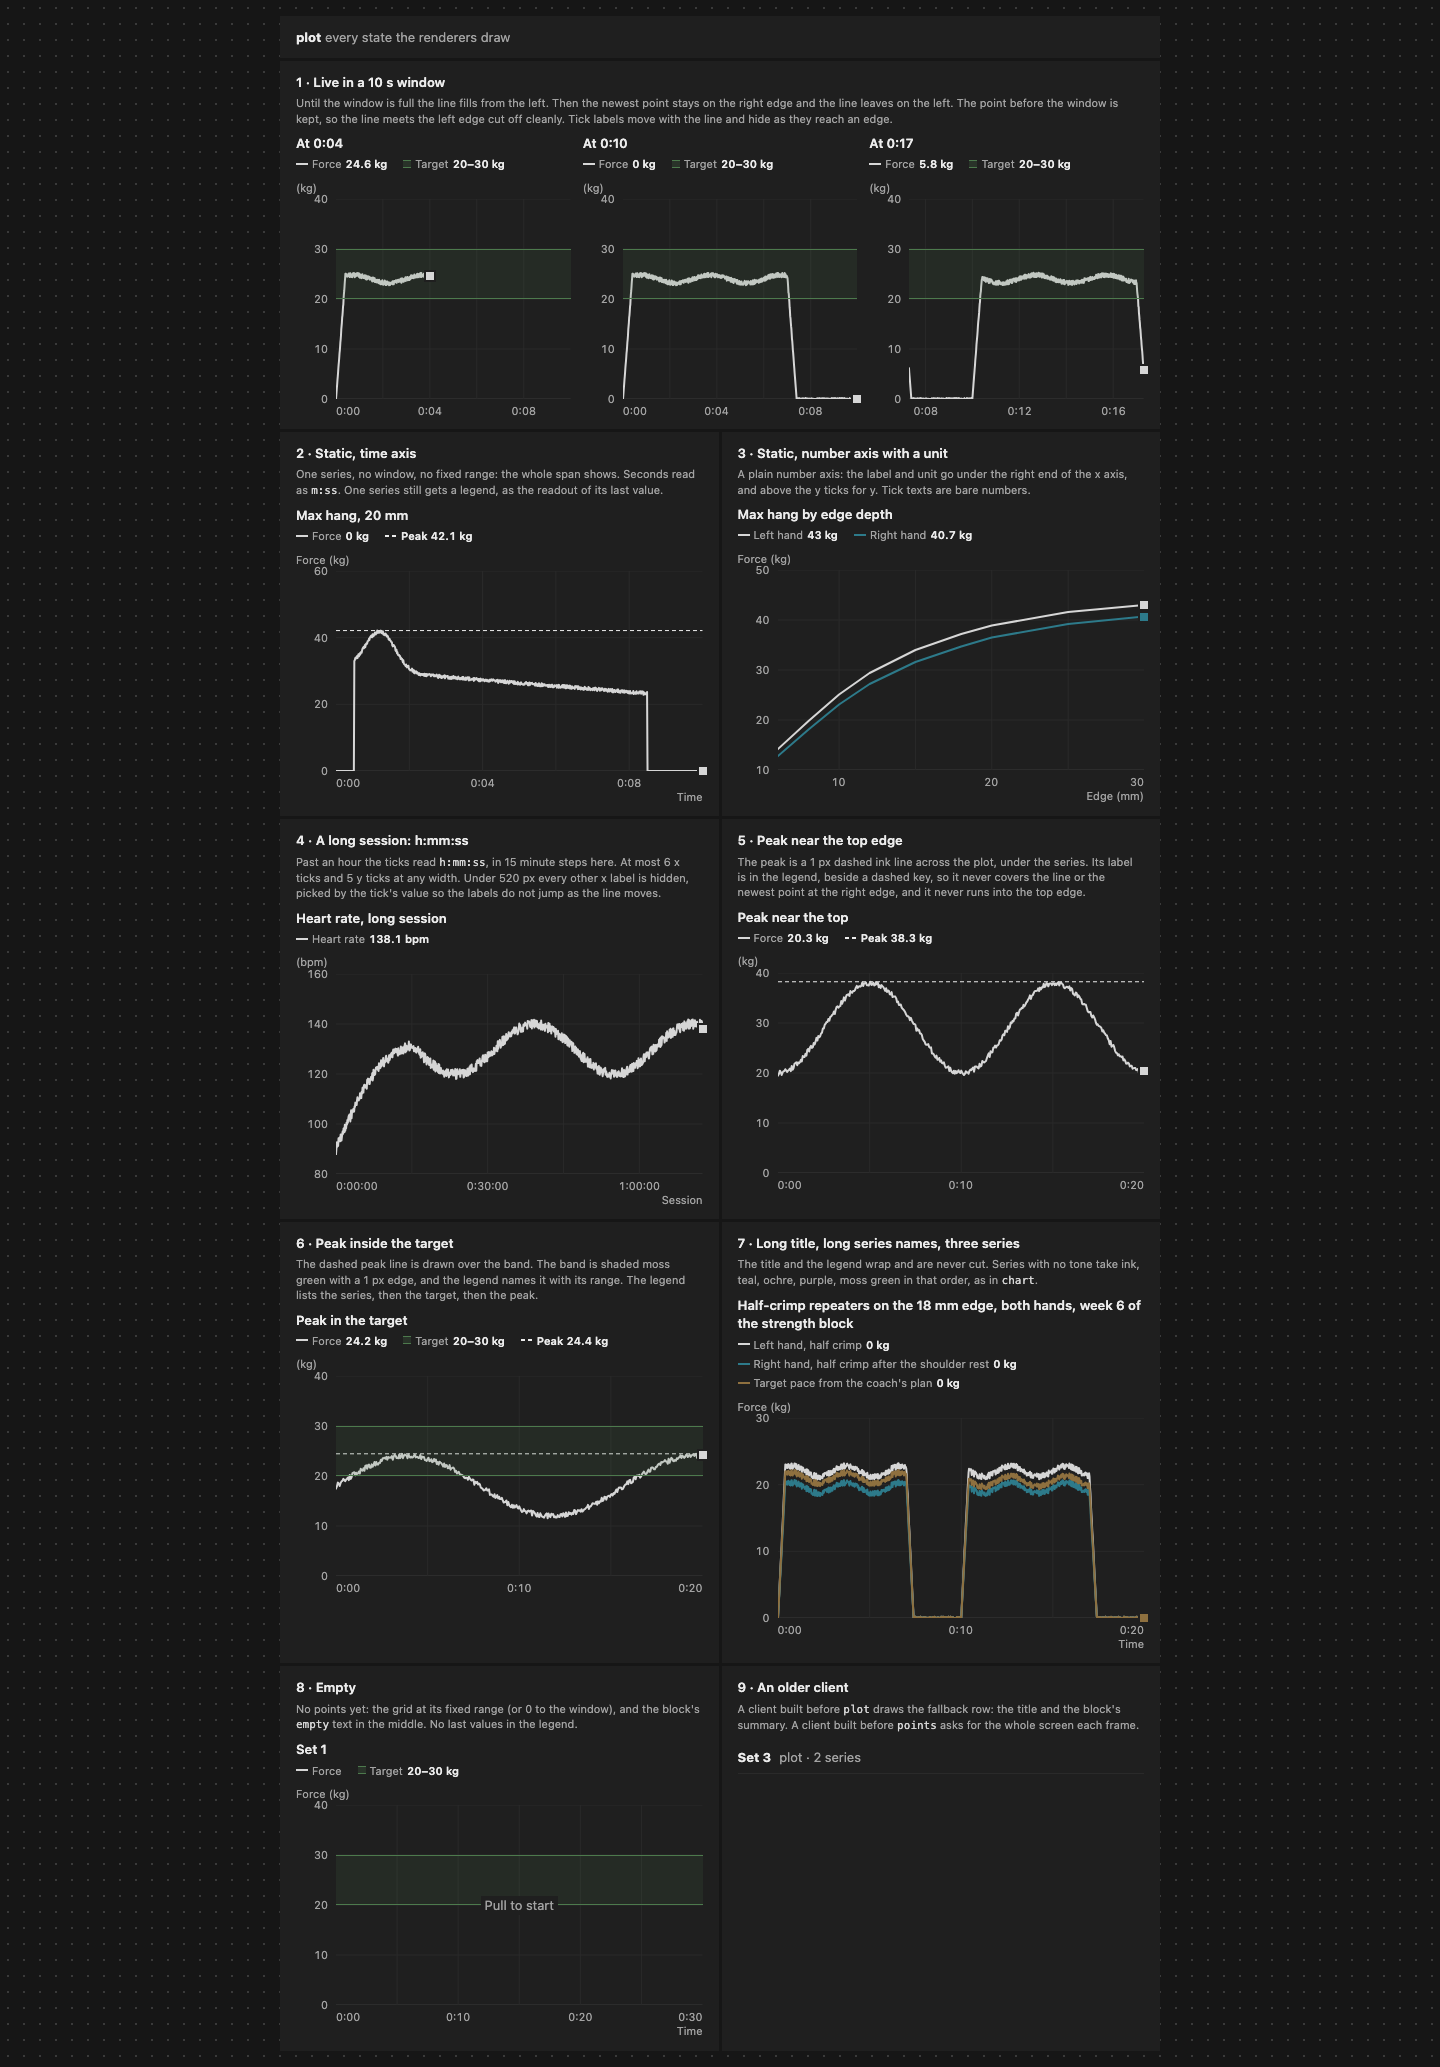 plot every state the renderers draw
1 · Live in a 10 s window
Until the window is full the line fills from the left. Then the newest point stays on the right edge and the line leaves on the left. The point before the window is
kept, so the line meets the left edge cut off cleanly. Tick labels move with the line and hide as they reach an edge.
At 0:04
Force 24.6 kg Target 20–30 kg
(kg)
40
30
20
10
0
0:00 0:04 0:08
At 0:10
Force 0 kg Target 20–30 kg
(kg)
40
30
20
10
0
0:00 0:04 0:08
At 0:17
Force 5.8 kg Target 20–30 kg
(kg)
40
30
20
10
0
0:08 0:12 0:16
2 · Static, time axis
One series, no window, no fixed range: the whole span shows. Seconds read
as m:ss. One series still gets a legend, as the readout of its last value.
Max hang, 20 mm
Force 0 kg Peak 42.1 kg
Force (kg)
60
40
20
0
0:00 0:04 0:08
Time
3 · Static, number axis with a unit
A plain number axis: the label and unit go under the right end of the x axis,
and above the y ticks for y. Tick texts are bare numbers.
Max hang by edge depth
Left hand 43 kg Right hand 40.7 kg
Force (kg)
50
40
30
20
10
10 20 30
Edge (mm)
4 · A long session: h:mm:ss
Past an hour the ticks read h:mm:ss, in 15 minute steps here. At most 6 x
ticks and 5 y ticks at any width. Under 520 px every other x label is hidden,
picked by the tick's value so the labels do not jump as the line moves.
Heart rate, long session
Heart rate 138.1 bpm
(bpm)
160
140
120
100
80
0:00:00 0:30:00 1:00:00
Session
5 · Peak near the top edge
The peak is a 1 px dashed ink line across the plot, under the series. Its label
is in the legend, beside a dashed key, so it never covers the line or the
newest point at the right edge, and it never runs into the top edge.
Peak near the top
Force 20.3 kg Peak 38.3 kg
(kg)
40
30
20
10
0
0:00 0:10 0:20
6 · Peak inside the target
The dashed peak line is drawn over the band. The band is shaded moss
green with a 1 px edge, and the legend names it with its range. The legend
lists the series, then the target, then the peak.
Peak in the target
Force 24.2 kg Target 20–30 kg Peak 24.4 kg
(kg)
40
30
20
10
0
0:00 0:10 0:20
7 · Long title, long series names, three series
The title and the legend wrap and are never cut. Series with no tone take ink,
teal, ochre, purple, moss green in that order, as in chart.
Half-crimp repeaters on the 18 mm edge, both hands, week 6 of
the strength block
Left hand, half crimp 0 kg
Right hand, half crimp after the shoulder rest 0 kg
Target pace from the coach's plan 0 kg
Force (kg)
30
20
10
0
0:00 0:10 0:20
Time
8 · Empty
No points yet: the grid at its fixed range (or 0 to the window), and the block's
empty text in the middle. No last values in the legend.
Set 1
Force Target 20–30 kg
Force (kg)
40
30
20
Pull to start
10
0
0:00 0:10 0:20 0:30
Time
9 · An older client
A client built before plot draws the fallback row: the title and the block's
summary. A client built before points asks for the whole screen each frame.
Set 3 plot · 2 series